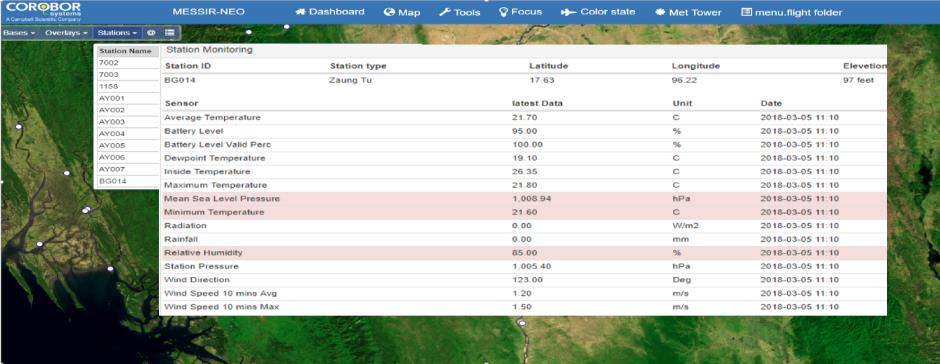 COROBOR
systems
A Campbell Scientific Company
MESSIR-NEO Dashboard Map Tools Focus Color state Met Tower menu.flight folder
Bases Overlays Stations @
Station Name
7002
7003
1158
AY001
AY002
AY003
AY004
AY005
AY006
AY007
BG014
Station Monitoring
Station ID Station type Latitude Longitude Elevetion
BG014 Zaung Tu 17.63 96.22 97 feet
Sensor latest Data Unit Date
Average Temperature 21.70 C 2018-03-05 11:10
Battery Level 95.00 % 2018-03-05 11:10
Battery Level Valid Perc 100.00 % 2018-03-05 11:10
Dewpoint Temperature 19.10 C 2018-03-05 11:10
Inside Temperature 26.35 C 2018-03-05 11:10
Maximum Temperature 21.80 C 2018-03-05 11:10
Mean Sea Level Pressure 1,008.94 hPa 2018-03-05 11:10
Minimum Temperature 21.60 C 2018-03-05 11:10
Radiation 0.00 W/m2 2018-03-05 11:10
Rainfall 0.00 mm 2018-03-05 11:10
Relative Humidity 85.00 % 2018-03-05 11:10
Station Pressure 1,005.40 hPa 2018-03-05 11:10
Wind Direction 123.00 Deg 2018-03-05 11:10
Wind Speed 10 mins Avg 1.20 m/s 2018-03-05 11:10
Wind Speed 10 mins Max 1.50 m/s 2018-03-05 11:10